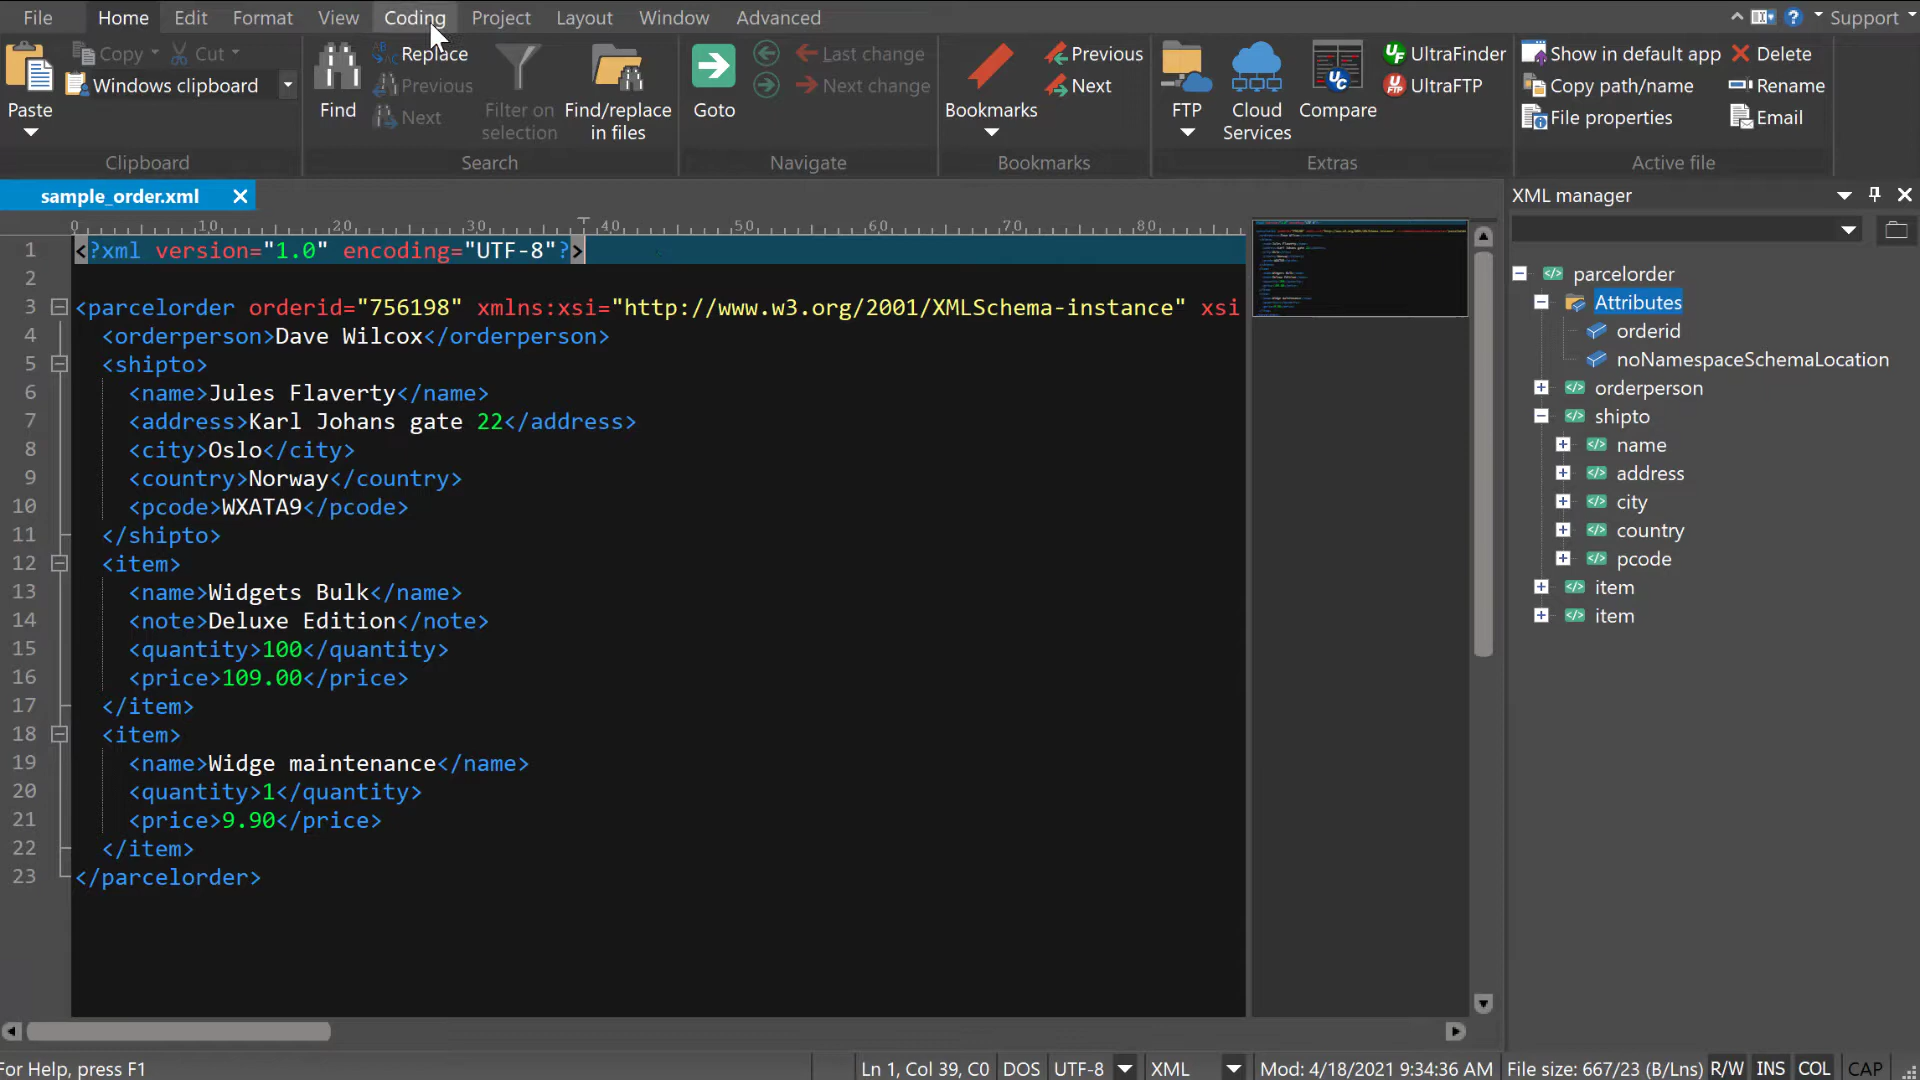 File Home Edit Format View Coding Project Layout Window Advanced Support
Paste
Copy Cut
Windows clipboard
Clipboard
Find
Replace
Previous
Next
Filter on selection
Find/replace in files
Search
Goto
Last change
Next change
Navigate
Bookmarks
Previous
Next
Bookmarks
FTP
Cloud Services
Compare
UltraFinder
UltraFTP
Extras
Show in default app
Copy path/name
File properties
Delete
Rename
Email
Active file
sample_order.xml
0 10 20 30 40 50 60 70 80
1 <?xml version="1.0" encoding="UTF-8"?>
2
3 <parcelorder orderid="756198" xmlns:xsi="http://www.w3.org/2001/XMLSchema-instance" xsi
4 <orderperson>Dave Wilcox</orderperson>
5 <shipto>
6 <name>Jules Flaverty</name>
7 <address>Karl Johans gate 22</address>
8 <city>Oslo</city>
9 <country>Norway</country>
10 <pcode>WXATA9</pcode>
11 </shipto>
12 <item>
13 <name>Widgets Bulk</name>
14 <note>Deluxe Edition</note>
15 <quantity>100</quantity>
16 <price>109.00</price>
17 </item>
18 <item>
19 <name>Widge maintenance</name>
20 <quantity>1</quantity>
21 <price>9.90</price>
22 </item>
23 </parcelorder>
XML manager
parcelorder
Attributes
orderid
noNamespaceSchemaLocation
orderperson
shipto
name
address
city
country
pcode
item
item
For Help, press F1 Ln 1, Col 39, C0 DOS UTF-8 XML Mod: 4/18/2021 9:34:36 AM File size: 667/23 (B/Lns) R/W INS COL CAP